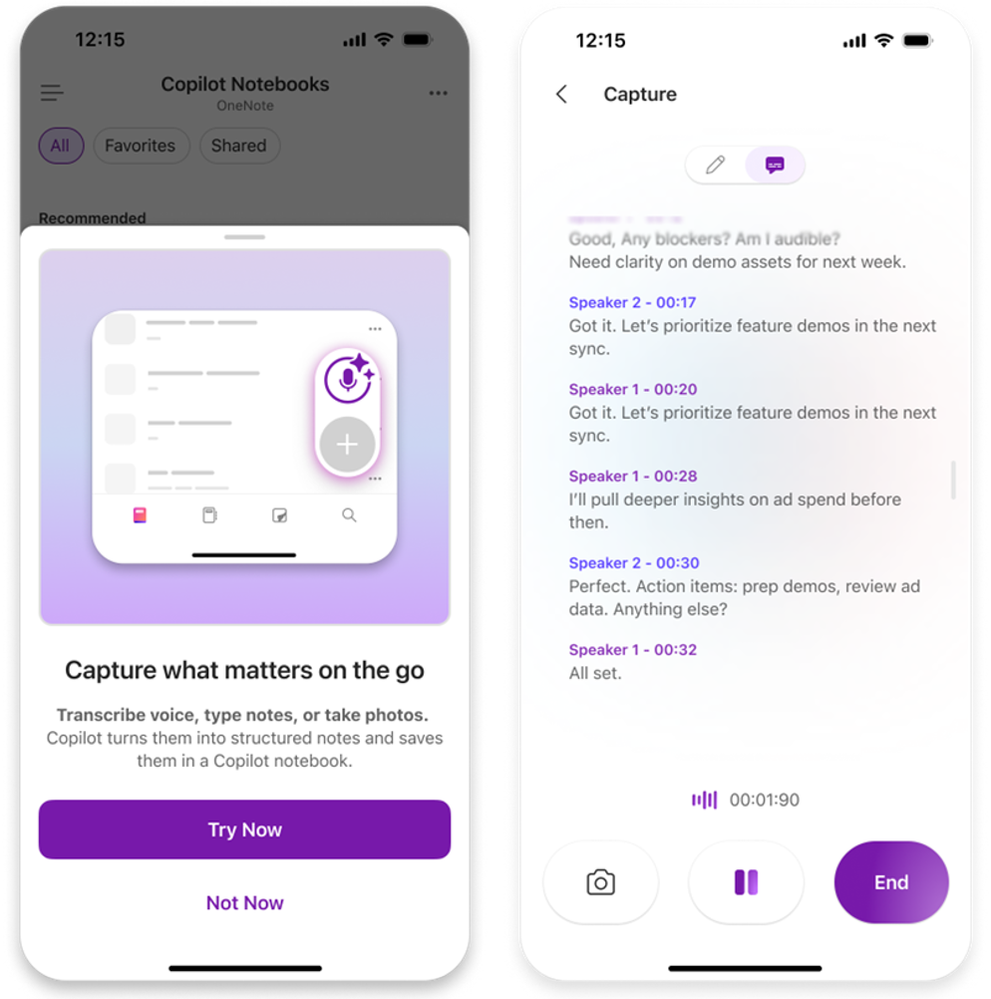 12:15
Copilot Notebooks
OneNote
All
Favorites
Shared
Recommended
Capture what matters on the go
Transcribe voice, type notes, or take photos.
Copilot turns them into structured notes and saves
them in a Copilot notebook.
Try Now
Not Now
12:15
Capture
Good, Any blockers? Am I audible?
Need clarity on demo assets for next week.
Speaker 2 - 00:17
Got it. Let's prioritize feature demos in the next
sync.
Speaker 1 - 00:20
Got it. Let's prioritize feature demos in the next
sync.
Speaker 1 - 00:28
I'll pull deeper insights on ad spend before
then.
Speaker 2 - 00:30
Perfect. Action items: prep demos, review ad
data. Anything else?
Speaker 1 - 00:32
All set.
00:01:90
End